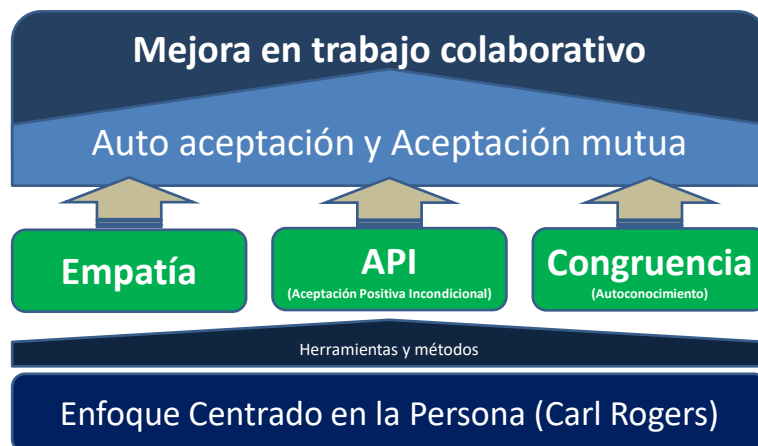 Mejora en trabajo colaborativo
Auto aceptación y Aceptación mutua
Empatía
API
(Aceptación Positiva Incondicional)
Congruencia
(Autoconocimiento)
Herramientas y métodos
Enfoque Centrado en la Persona (Carl Rogers)